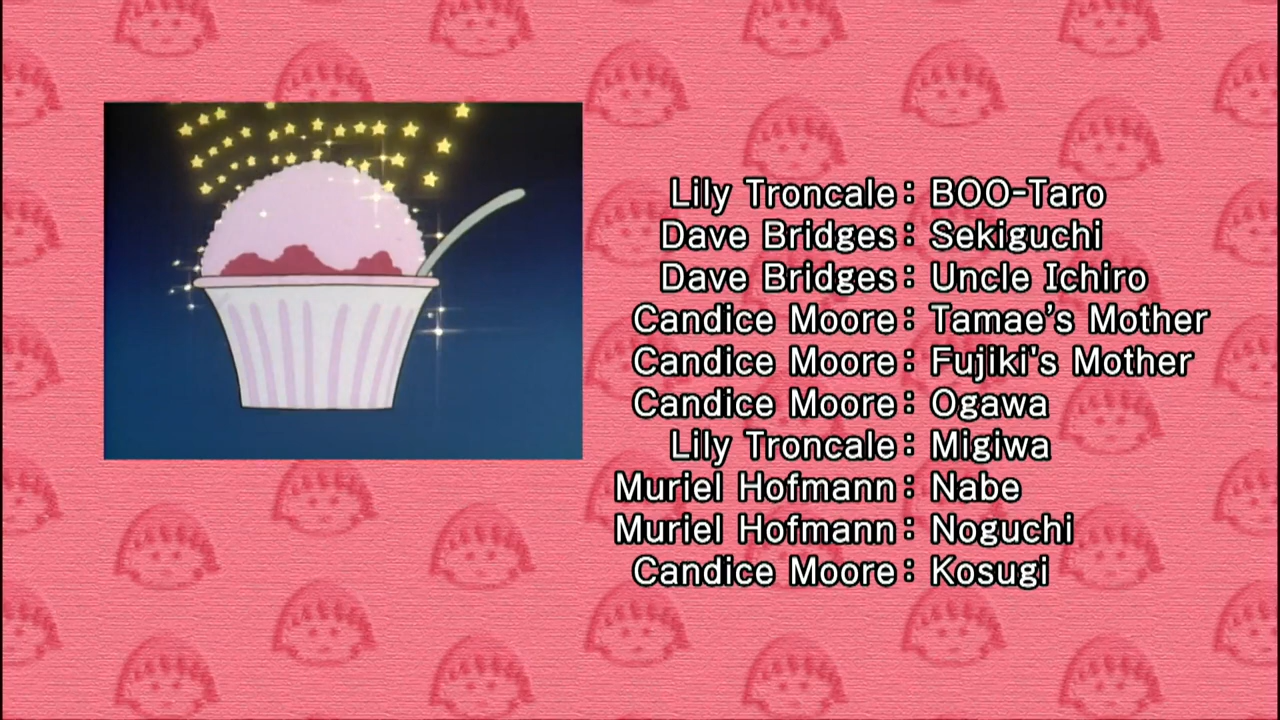 Lily Troncale: BOO-Taro
Dave Bridges: Sekiguchi
Dave Bridges: Uncle Ichiro
Candice Moore: Tamae’s Mother
Candice Moore: Fujiki's Mother
Candice Moore: Ogawa
Lily Troncale: Migiwa
Muriel Hofmann: Nabe
Muriel Hofmann: Noguchi
Candice Moore: Kosugi